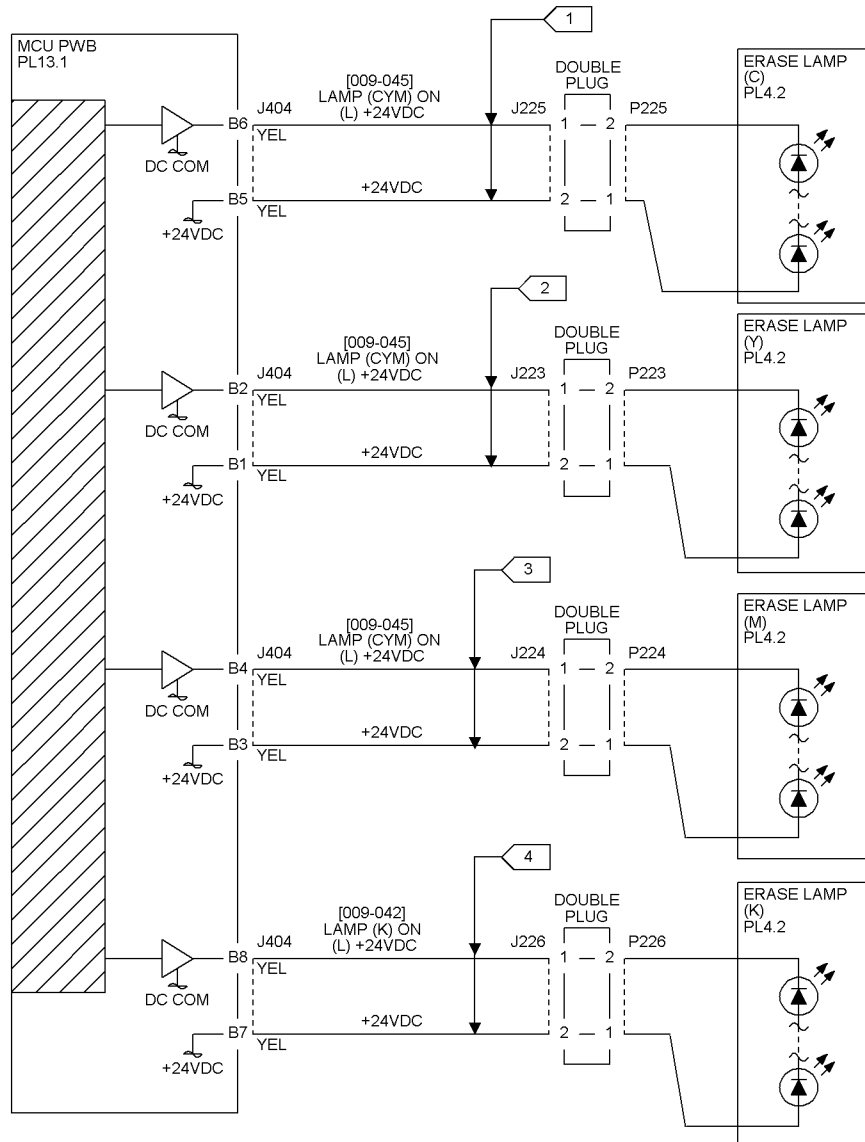 MCU PWB
PL13.1
1
[009-045]
LAMP (CYM) ON
(L) +24VDC
DOUBLE
PLUG
ERASE LAMP
(C)
PL4.2
B6 J404 J225 1 2 P225
YEL
DC COM
+24VDC
B5 2 1
YEL
+24VDC
2
[009-045]
LAMP (CYM) ON
(L) +24VDC
DOUBLE
PLUG
ERASE LAMP
(Y)
PL4.2
B2 J404 J223 1 2 P223
YEL
DC COM
+24VDC
B1 2 1
YEL
+24VDC
3
[009-045]
LAMP (CYM) ON
(L) +24VDC
DOUBLE
PLUG
ERASE LAMP
(M)
PL4.2
B4 J404 J224 1 2 P224
YEL
DC COM
+24VDC
B3 2 1
YEL
+24VDC
4
[009-042]
LAMP (K) ON
(L) +24VDC
DOUBLE
PLUG
ERASE LAMP
(K)
PL4.2
B8 J404 J226 1 2 P226
YEL
DC COM
+24VDC
B7 2 1
YEL
+24VDC